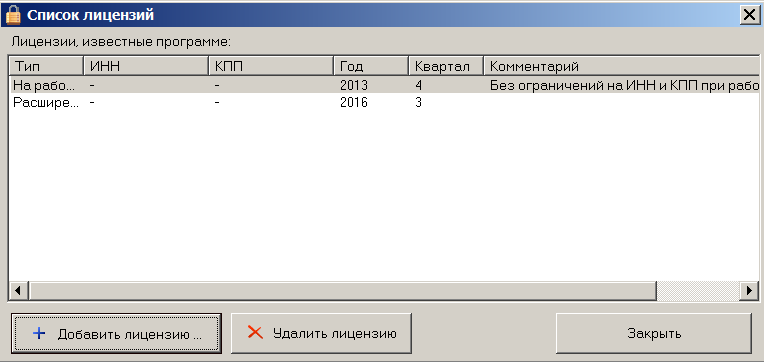 Список лицензий
Лицензии, известные программе:
Тип ИНН КПП Год Квартал Комментарий
На рабо... - - 2013 4 Без ограничений на ИНН и КПП при рабо
Расшире... - - 2016 3
Добавить лицензию ... Удалить лицензию Закрыть